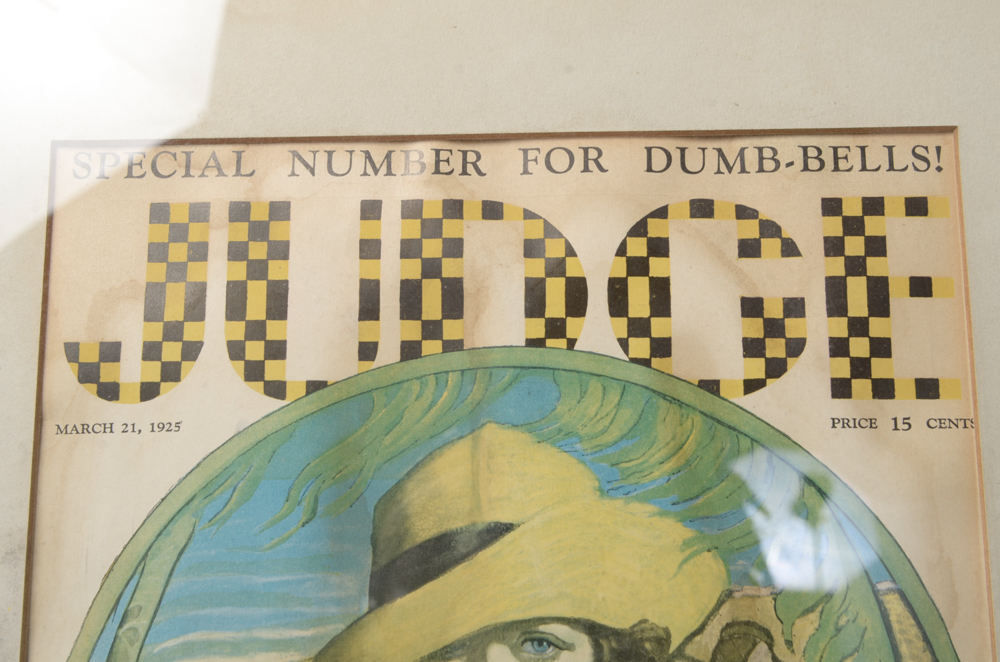 SPECIAL NUMBER FOR DUMB-BELLS!
JUDGE
MARCH 21, 1925
PRICE 15 CENTS